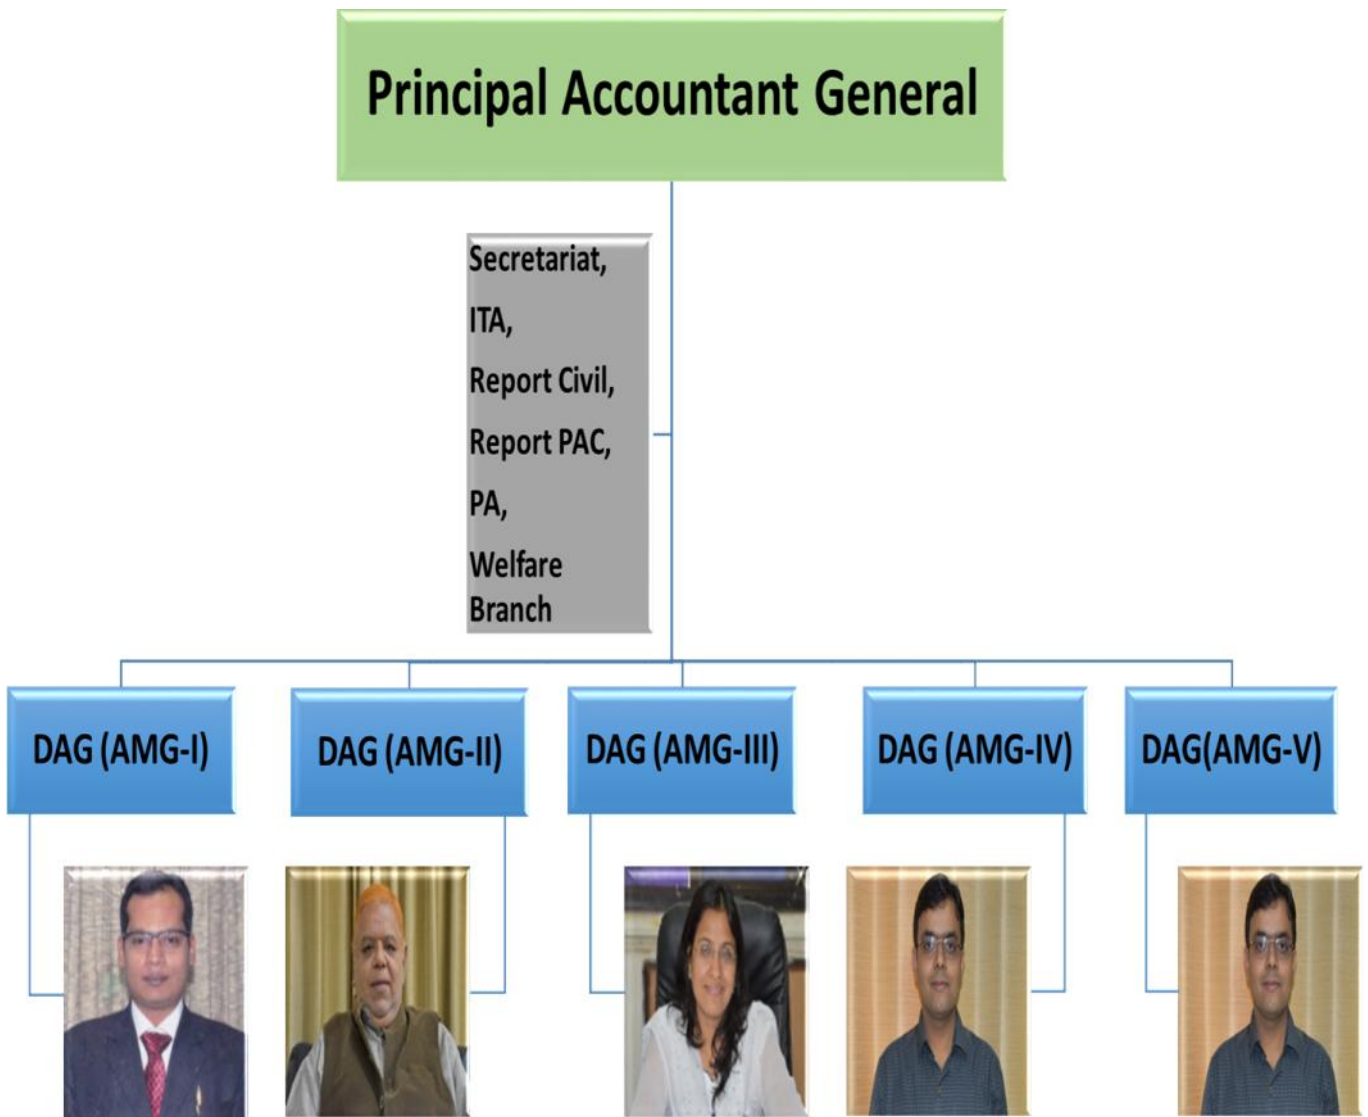 Principal Accountant General
Secretariat,
ITA,
Report Civil,
Report PAC,
PA,
Welfare
Branch
DAG (AMG-I)
DAG (AMG-II)
DAG (AMG-III)
DAG (AMG-IV)
DAG(AMG-V)